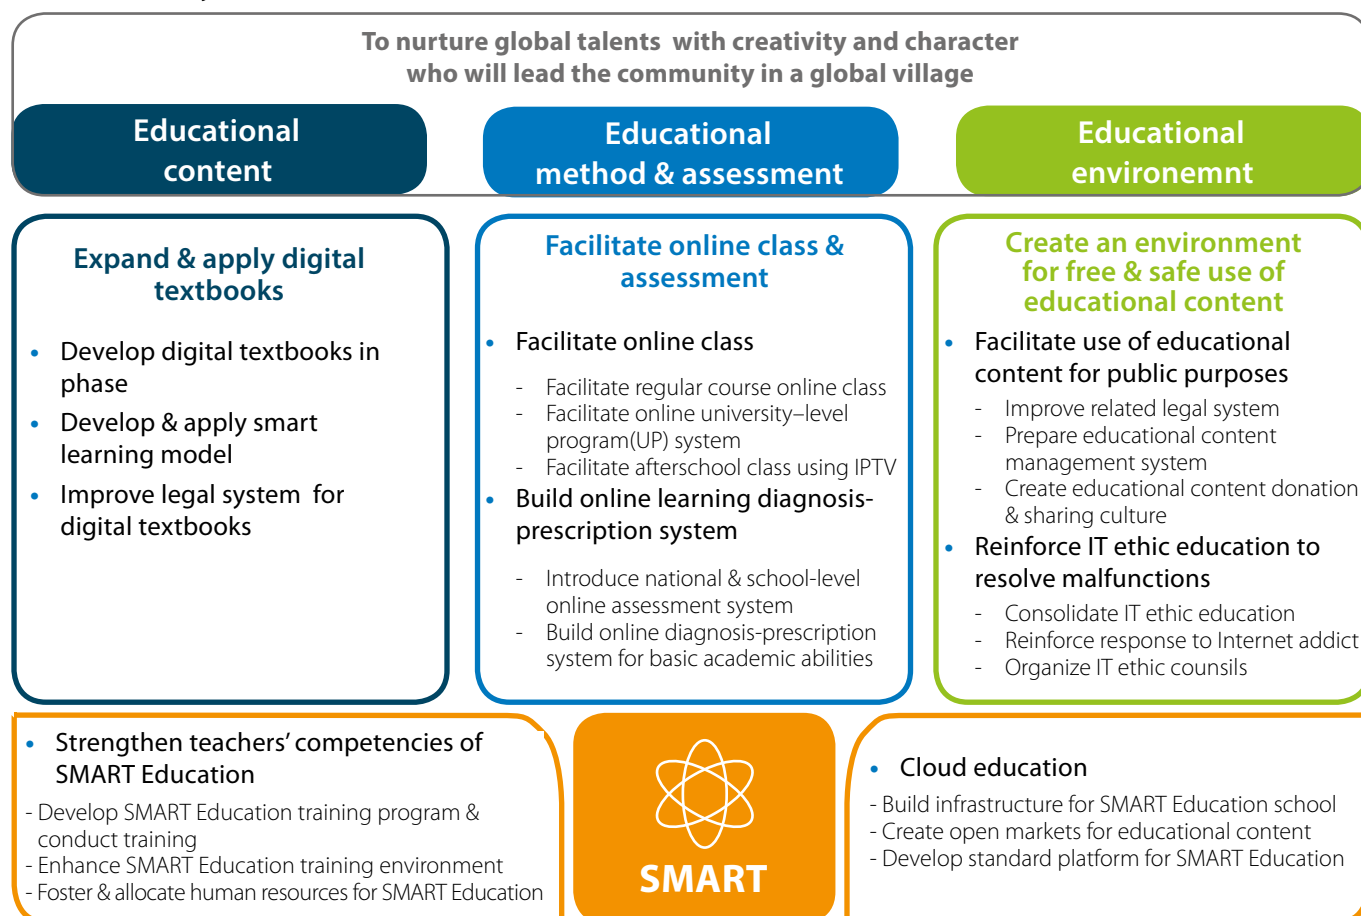 To nurture global talents with creativity and character
who will lead the community in a global village
Educational
content
Educational
method & assessment
Educational
environemnt
Expand & apply digital
textbooks
• Develop digital textbooks in
phase
• Develop & apply smart
learning model
• Improve legal system for
digital textbooks
Facilitate online class &
assessment
• Facilitate online class
- Facilitate regular course online class
- Facilitate online university–level
program(UP) system
- Facilitate afterschool class using IPTV
• Build online learning diagnosis-
prescription system
- Introduce national & school-level
online assessment system
- Build online diagnosis-prescription
system for basic academic abilities
Create an environment
for free & safe use of
educational content
• Facilitate use of educational
content for public purposes
- Improve related legal system
- Prepare educational content
management system
- Create educational content donation
& sharing culture
• Reinforce IT ethic education to
resolve malfunctions
- Consolidate IT ethic education
- Reinforce response to Internet addict
- Organize IT ethic counsils
• Strengthen teachers’ competencies of
SMART Education
- Develop SMART Education training program &
conduct training
- Enhance SMART Education training environment
- Foster & allocate human resources for SMART Education
SMART
• Cloud education
- Build infrastructure for SMART Education school
- Create open markets for educational content
- Develop standard platform for SMART Education